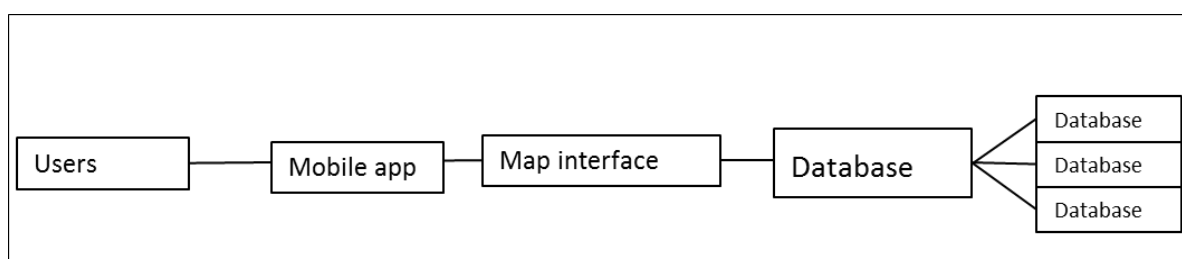 Users
Mobile app
Map interface
Database
Database
Database
Database